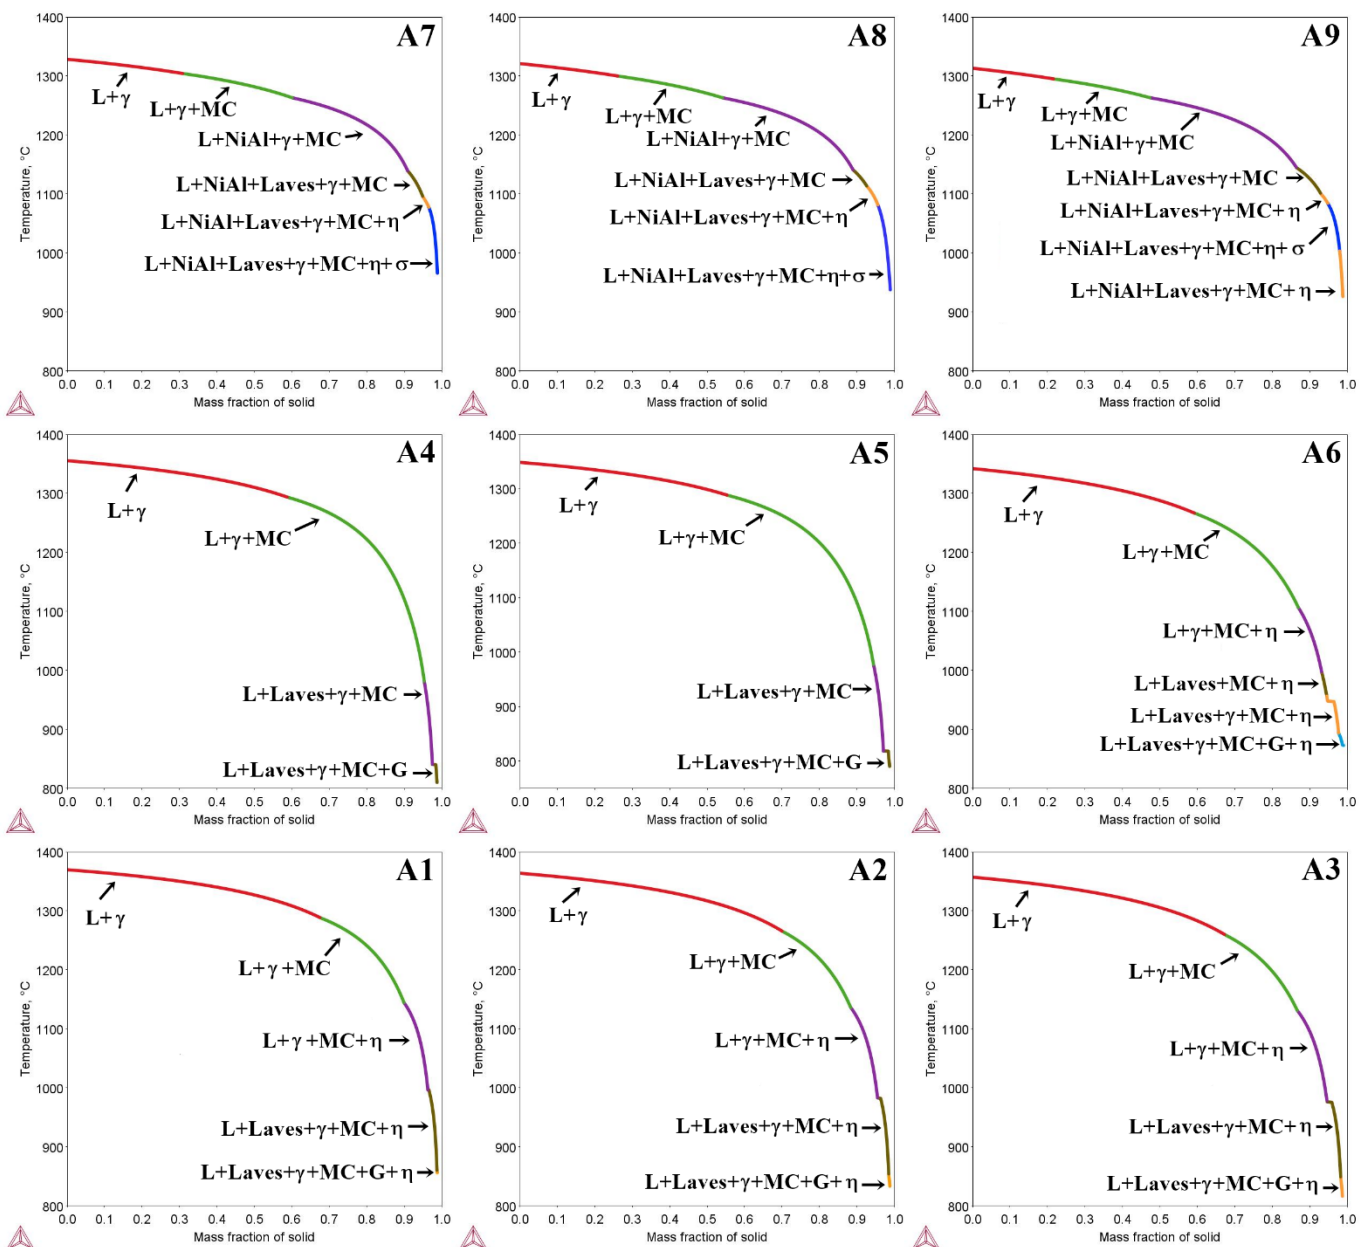 A7
1400
1300
1200
1100
1000
900
800
Temperature, °C
L+γ
L+γ+MC
L+NiAl+γ+MC
L+NiAl+Laves+γ+MC
L+NiAl+Laves+γ+MC+η
L+NiAl+Laves+γ+MC+η+σ
0.0 0.1 0.2 0.3 0.4 0.5 0.6 0.7 0.8 0.9 1.0
Mass fraction of solid
A8
1400
1300
1200
1100
1000
900
800
Temperature, °C
L+γ
L+γ+MC
L+NiAl+γ+MC
L+NiAl+Laves+γ+MC
L+NiAl+Laves+γ+MC+η
L+NiAl+Laves+γ+MC+η+σ
0.0 0.1 0.2 0.3 0.4 0.5 0.6 0.7 0.8 0.9 1.0
Mass fraction of solid
A9
1400
1300
1200
1100
1000
900
800
Temperature, °C
L+γ
L+γ+MC
L+NiAl+γ+MC
L+NiAl+Laves+γ+MC
L+NiAl+Laves+γ+MC+η
L+NiAl+Laves+γ+MC+η+σ
L+NiAl+Laves+γ+MC+η
0.0 0.1 0.2 0.3 0.4 0.5 0.6 0.7 0.8 0.9 1.0
Mass fraction of solid
A4
1400
1300
1200
1100
1000
900
800
Temperature, °C
L+γ
L+γ+MC
L+Laves+γ+MC
L+Laves+γ+MC+G
0.0 0.1 0.2 0.3 0.4 0.5 0.6 0.7 0.8 0.9 1.0
Mass fraction of solid
A5
1400
1300
1200
1100
1000
900
800
Temperature, °C
L+γ
L+γ+MC
L+Laves+γ+MC
L+Laves+γ+MC+G
0.0 0.1 0.2 0.3 0.4 0.5 0.6 0.7 0.8 0.9 1.0
Mass fraction of solid
A6
1400
1300
1200
1100
1000
900
800
Temperature, °C
L+γ
L+γ+MC
L+γ+MC+η
L+Laves+MC+η
L+Laves+γ+MC+η
L+Laves+γ+MC+G+η
0.0 0.1 0.2 0.3 0.4 0.5 0.6 0.7 0.8 0.9 1.0
Mass fraction of solid
A1
1400
1300
1200
1100
1000
900
800
Temperature, °C
L+γ
L+γ+MC
L+γ+MC+η
L+Laves+γ+MC+η
L+Laves+γ+MC+G+η
0.0 0.1 0.2 0.3 0.4 0.5 0.6 0.7 0.8 0.9 1.0
Mass fraction of solid
A2
1400
1300
1200
1100
1000
900
800
Temperature, °C
L+γ
L+γ+MC
L+γ+MC+η
L+Laves+γ+MC+η
L+Laves+γ+MC+G+η
0.0 0.1 0.2 0.3 0.4 0.5 0.6 0.7 0.8 0.9 1.0
Mass fraction of solid
A3
1400
1300
1200
1100
1000
900
800
Temperature, °C
L+γ
L+γ+MC
L+γ+MC+η
L+Laves+γ+MC+η
L+Laves+γ+MC+G+η
0.0 0.1 0.2 0.3 0.4 0.5 0.6 0.7 0.8 0.9 1.0
Mass fraction of solid